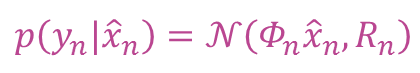 p(yₙ|x̂ₙ) = 𝒩(Φₙx̂ₙ, Rₙ)